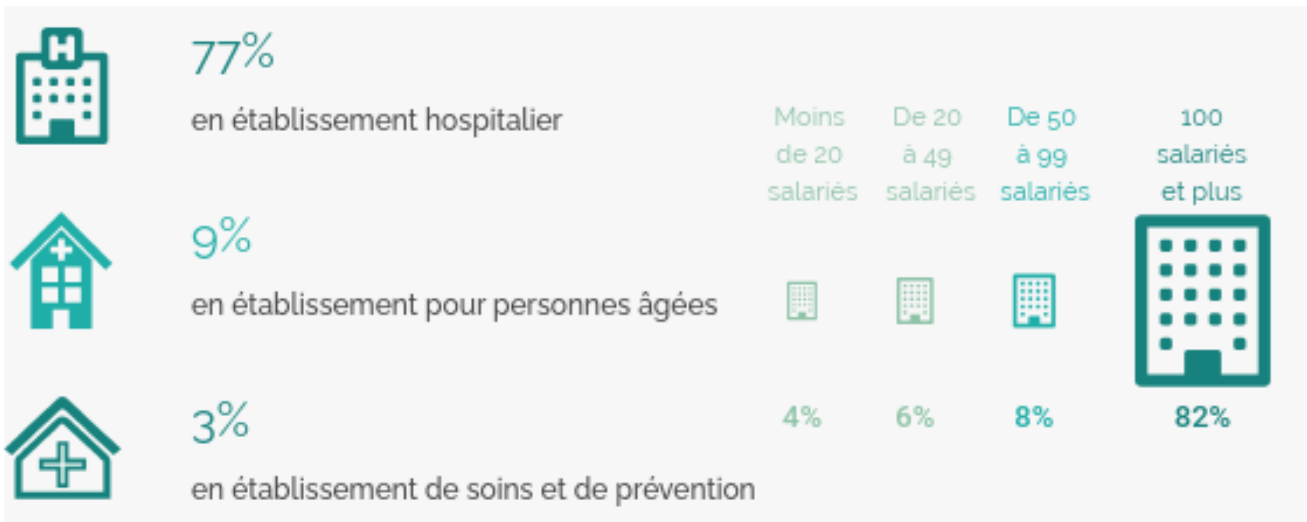 H
77%
en établissement hospitalier
9%
en établissement pour personnes âgées
3%
en établissement de soins et de prévention
Moins
de 20
salariés
De 20
à 49
salariés
De 50
à 99
salariés
100
salariés
et plus
4%
6%
8%
82%